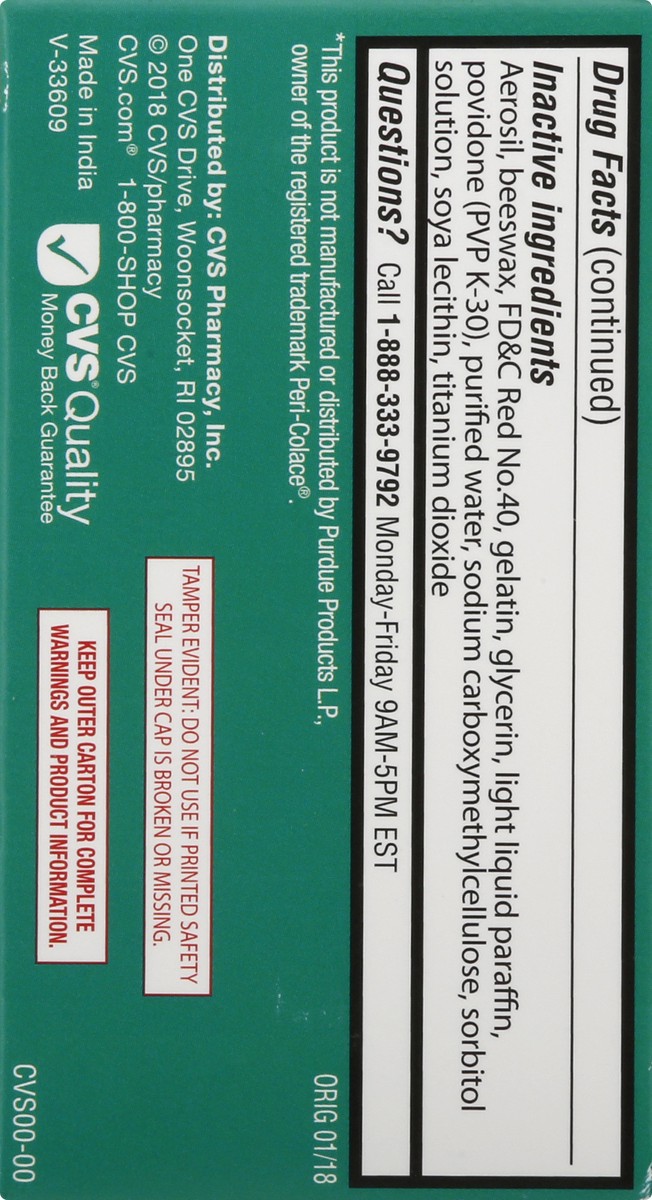 Drug Facts (continued)
Inactive ingredients
Aerosil, beeswax, FD&C Red No.40, gelatin, glycerin, light liquid paraffin,
povidone (PVP K-30), purified water, sodium carboxymethylcellulose, sorbitol
solution, soya lecithin, titanium dioxide
Questions? Call 1-888-333-9792 Monday-Friday 9AM-5PM EST
*This product is not manufactured or distributed by Purdue Products L.P.,
owner of the registered trademark Peri-Colace®.
ORIG 01/18
Distributed by: CVS Pharmacy, Inc.
One CVS Drive, Woonsocket, RI 02895
© 2018 CVS/pharmacy
CVS.com® 1-800-SHOP CVS
Made in India
V-33609
CVS® Quality
Money Back Guarantee
TAMPER EVIDENT: DO NOT USE IF PRINTED SAFETY
SEAL UNDER CAP IS BROKEN OR MISSING.
KEEP OUTER CARTON FOR COMPLETE
WARNINGS AND PRODUCT INFORMATION.
CVS00-00